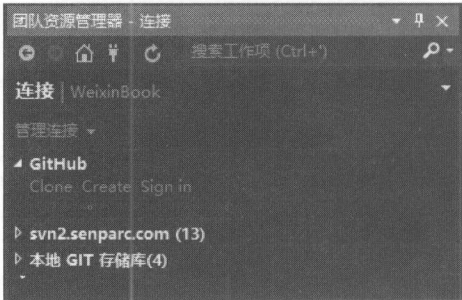 团队资源管理器 - 连接
搜索工作项 (Ctrl+')
连接 | WeixinBook
管理连接
GitHub
Clone Create Sign in
svn2.senparc.com (13)
本地 GIT 存储库(4)